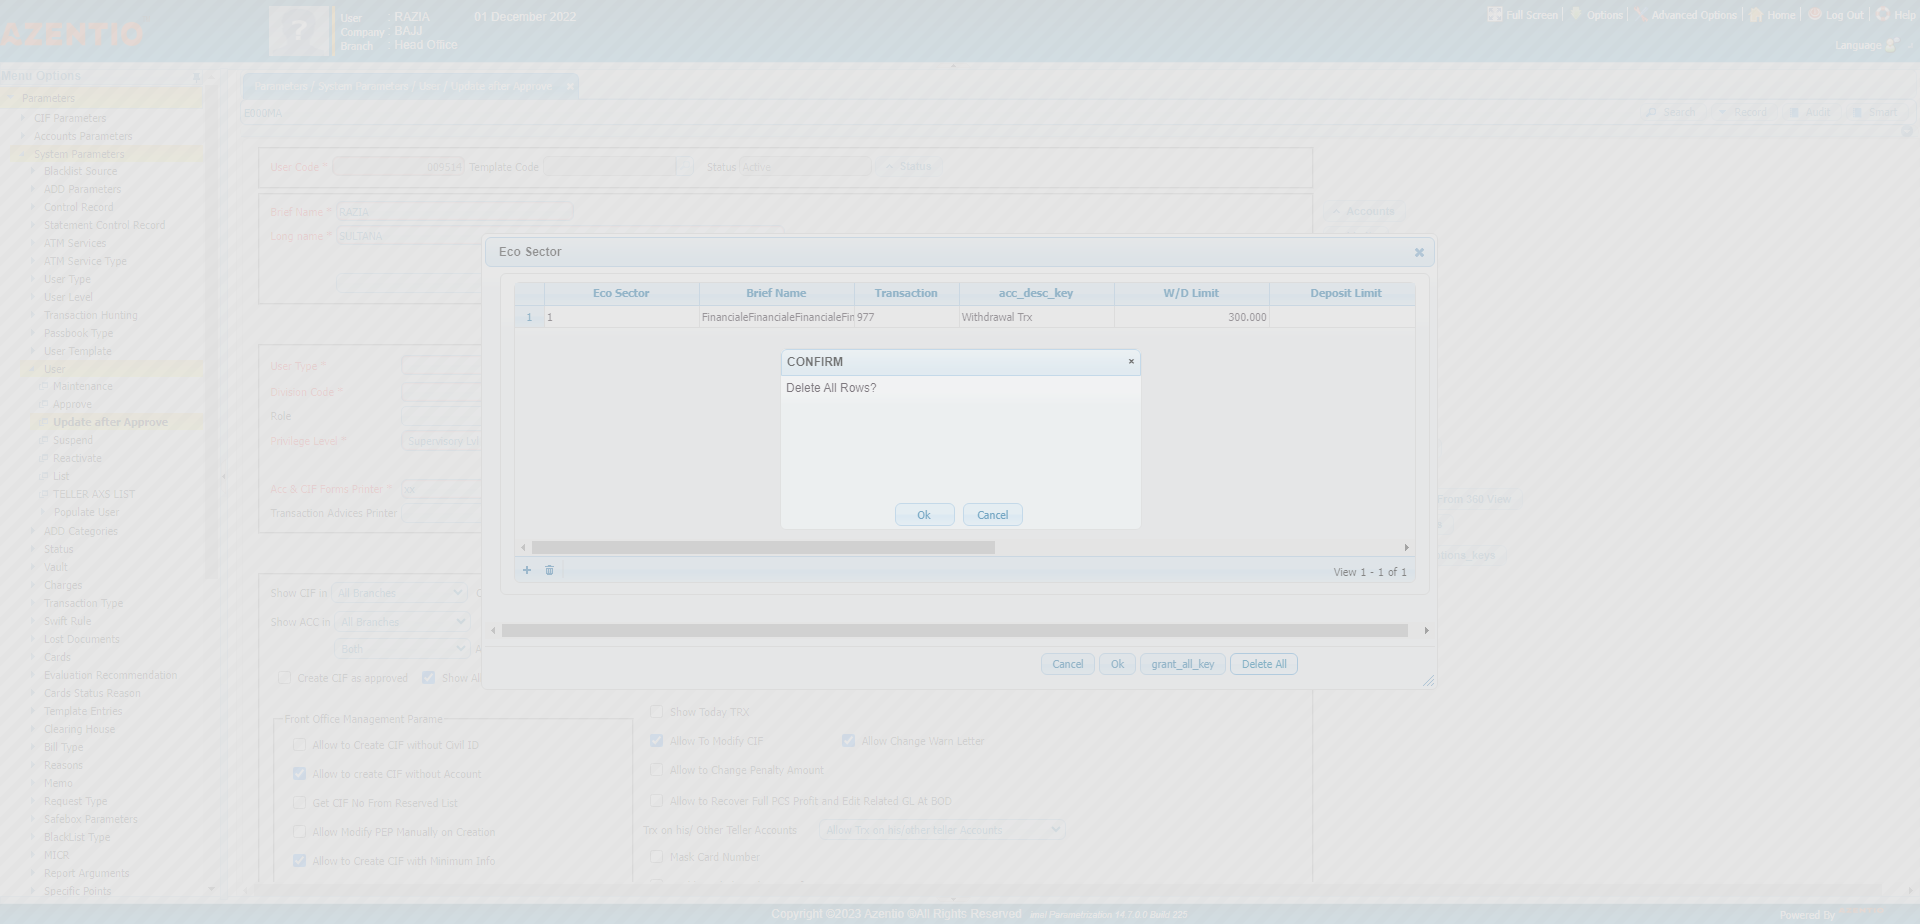 AZENTIO
?
User : RAZIA 01 December 2022
Company : BAJJ
Branch : Head Office
Full Screen Options Advanced Options Home Log Out Help
Language
Menu Options
Parameters
CIF Parameters
Accounts Parameters
System Parameters
Blacklist Source
ADD Parameters
Control Record
Statement Control Record
ATM Services
ATM Service Type
User Type
User Level
Transaction Hunting
Passbook Type
User Template
User
Maintenance
Approve
Update after Approve
Suspend
Reactivate
List
TELLER AXS LIST
Populate User
ADD Categories
Status
Vault
Charges
Transaction Type
Swift Rule
Lost Documents
Cards
Evaluation Recommendation
Cards Status Reason
Template Entries
Clearing House
Bill Type
Reasons
Memo
Request Type
Safebox Parameters
BlackList Type
MICR
Report Arguments
Specific Points
Parameters / System Parameters / User / Update after Approve
E000MA
Search Record Audit Smart
User Code * 009514 Template Code Status Active Status
Brief Name * RAZIA
Long name * SULTANA
Accounts
User Type *
Division Code *
Role
Privilege Level * Supervisory Lvl
Acc & CIF Forms Printer * xx
Transaction Advices Printer
From 360 View
Show CIF in All Branches
Show ACC in All Branches
Both
Create CIF as approved Show All
Front Office Management Parame
Allow to Create CIF without Civil ID
Allow to create CIF without Account
Get CIF No From Reserved List
Allow Modify PEP Manually on Creation
Allow to Create CIF with Minimum Info
Show Today TRX
Allow To Modify CIF Allow Change Warn Letter
Allow to Change Penalty Amount
Allow to Recover Full PCS Profit and Edit Related GL At BOD
Trx on his/ Other Teller Accounts Allow Trx on his/other teller Accounts
Mask Card Number
Eco Sector
Eco Sector Brief Name Transaction acc_desc_key W/D Limit Deposit Limit
1 1 FinancialeFinancialeFinancialeFin 977 Withdrawal Trx 300.000
CONFIRM
Delete All Rows?
Ok Cancel
View 1 - 1 of 1
Cancel Ok grant_all_key Delete All
Copyright ©2023 Azentio @All Rights Reserved imal Parameterization 14.7.0.0 Build 225
Powered By